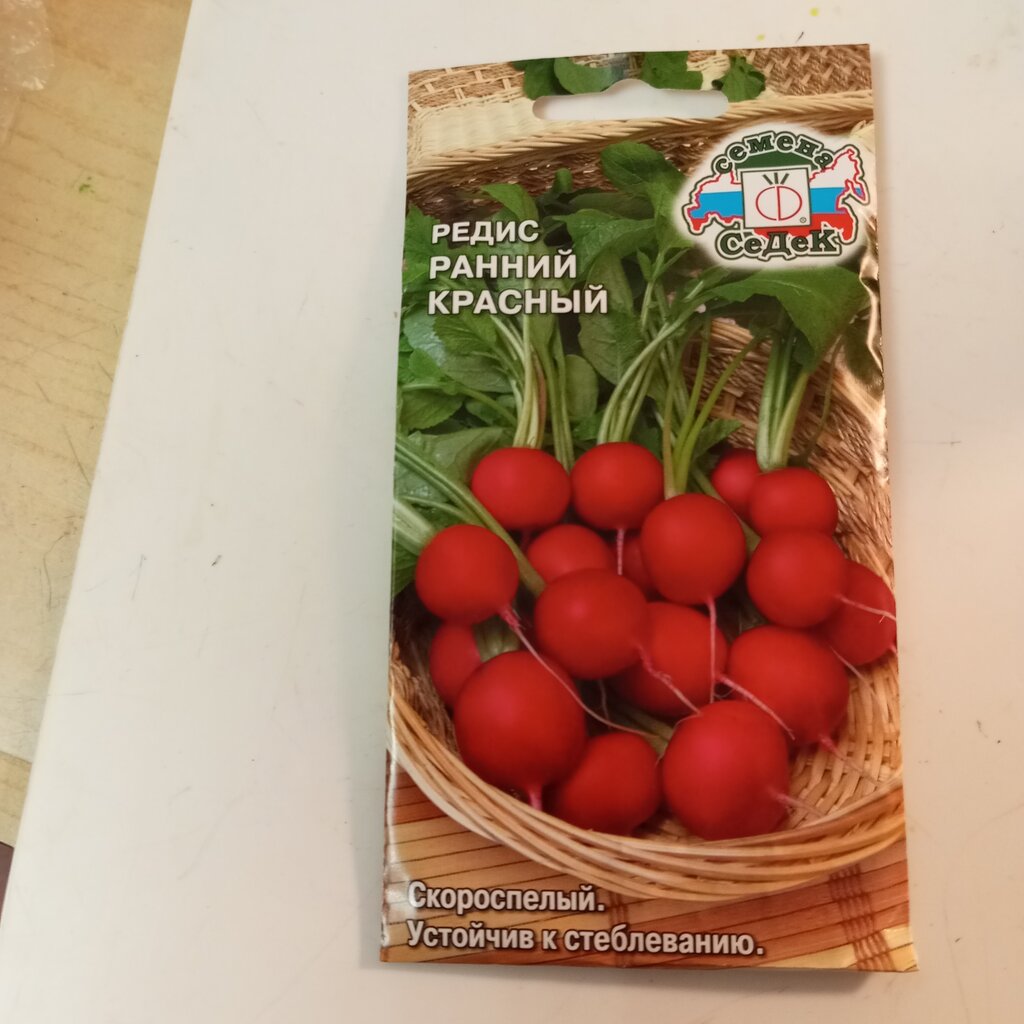 семена
СеДеК
РЕДИС
РАННИЙ
КРАСНЫЙ
Скороспелый.
Устойчив к стеблеванию.